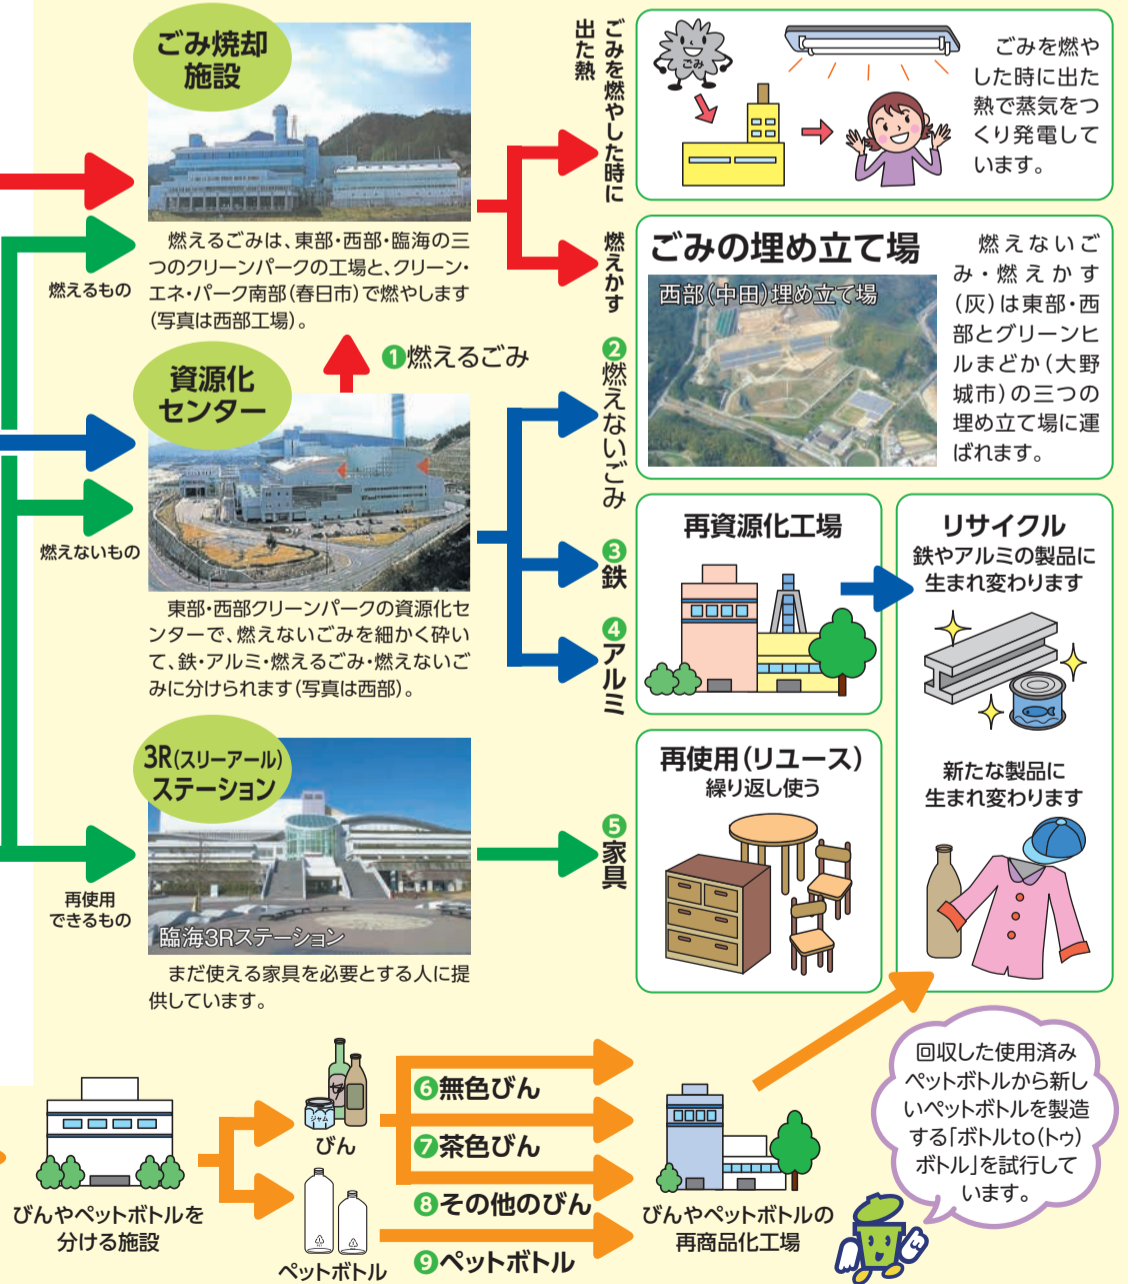 ごみ焼却
施設
燃えるごみは、東部・西部・臨海の三
つのクリーンパークの工場と、クリーン・
エネ・パーク南部(春日市)で燃やします
(写真は西部工場)。
燃えるもの
ごみを燃やした時に
出た熱
ごみ
ごみを燃や
した時に出た
熱で蒸気をつ
くり発電して
います。
燃えかす
ごみの埋め立て場
西部(中田)埋め立て場
燃えないご
み・燃えかす
(灰)は東部・西
部とグリーンヒ
ルまどか(大野
城市)の三つの
埋め立て場に運
ばれます。
❶燃えるごみ
資源化
センター
燃えないもの
東部・西部クリーンパークの資源化セ
ンターで、燃えないごみを細かく砕い
て、鉄・アルミ・燃えるごみ・燃えないご
みに分けられます(写真は西部)。
❷燃えないごみ
❸鉄
❹アルミ
再資源化工場
リサイクル
鉄やアルミの製品に
生まれ変わります
新たな製品に
生まれ変わります
3R(スリーアール)
ステーション
臨海3Rステーション
再使用
できるもの
まだ使える家具を必要とする人に提
供しています。
❺家具
再使用(リユース)
繰り返し使う
びんやペットボトルを
分ける施設
ジャム
びん
ペットボトル
❻無色びん
❼茶色びん
❽その他のびん
❾ペットボトル
びんやペットボトルの
再商品化工場
回収した使用済み
ペットボトルから新し
いペットボトルを製造
する「ボトルto(トゥ)
ボトル」を試行して
います。